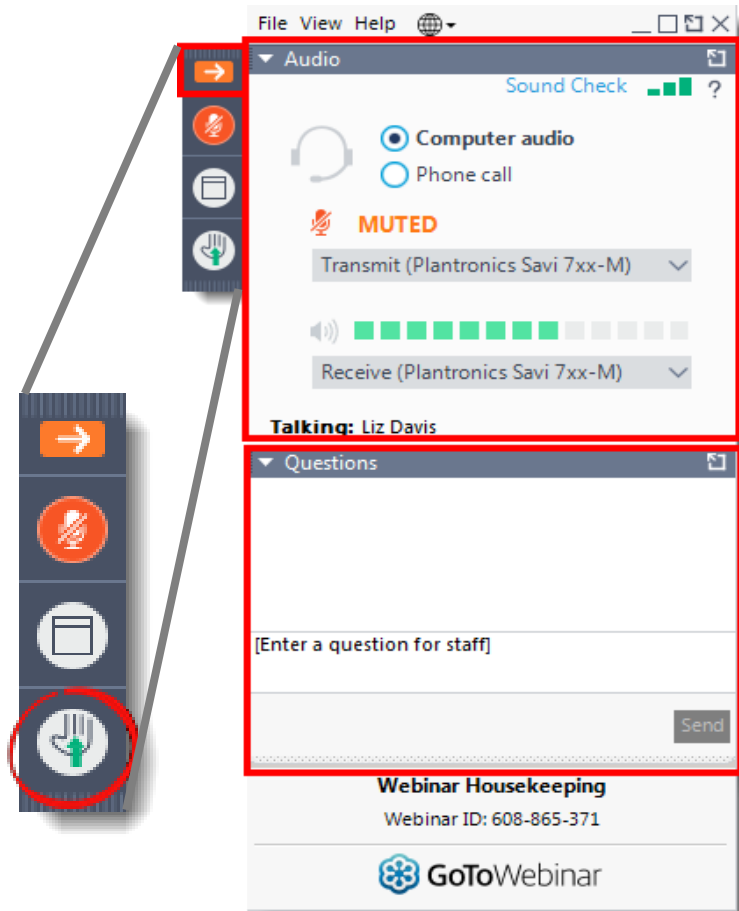 File View Help
Audio
Sound Check ?
Computer audio
Phone call
MUTED
Transmit (Plantronics Savi 7xx-M)
Receive (Plantronics Savi 7xx-M)
Talking: Liz Davis
Questions
[Enter a question for staff]
Send
Webinar Housekeeping
Webinar ID: 608-865-371
GoToWebinar